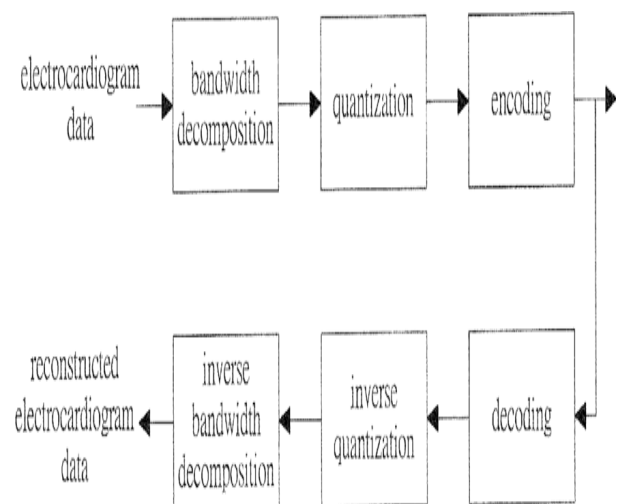 electrocardiogram
data
bandwidth
decomposition
quantization
encoding
reconstructed
electrocardiogram
data
inverse
bandwidth
decomposition
inverse
quantization
decoding